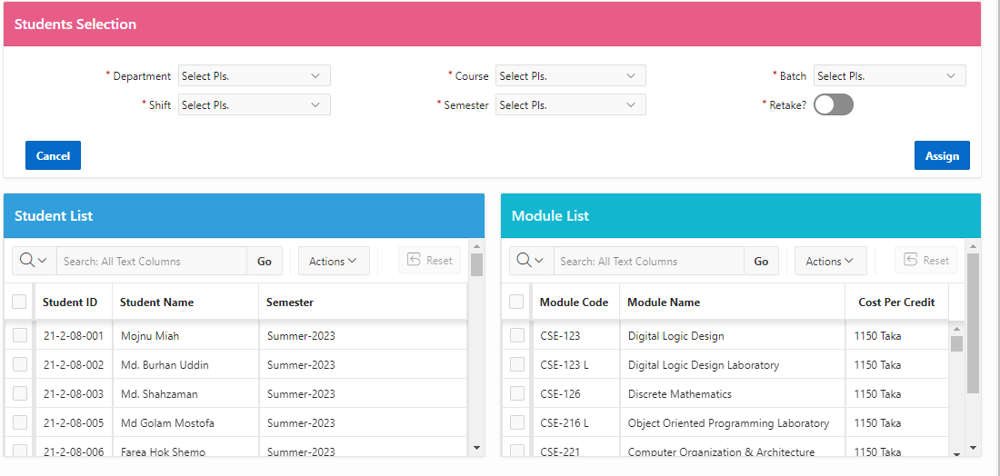 Students Selection
* Department Select Pls. * Course Select Pls. * Batch Select Pls.
* Shift Select Pls. * Semester Select Pls. * Retake?
Cancel Assign
Student List
Search: All Text Columns Go Actions Reset
Student ID Student Name Semester
21-2-08-001 Mojnu Miah Summer-2023
21-2-08-002 Md. Burhan Uddin Summer-2023
21-2-08-003 Md. Shahzaman Summer-2023
21-2-08-005 Md Golam Mostofa Summer-2023
21-2-08-006 Farea Hok Shemo Summer-2023
Module List
Search: All Text Columns Go Actions Reset
Module Code Module Name Cost Per Credit
CSE-123 Digital Logic Design 1150 Taka
CSE-123 L Digital Logic Design Laboratory 1150 Taka
CSE-126 Discrete Mathematics 1150 Taka
CSE-216 L Object Oriented Programming Laboratory 1150 Taka
CSE-221 Computer Organization & Architecture 1150 Taka